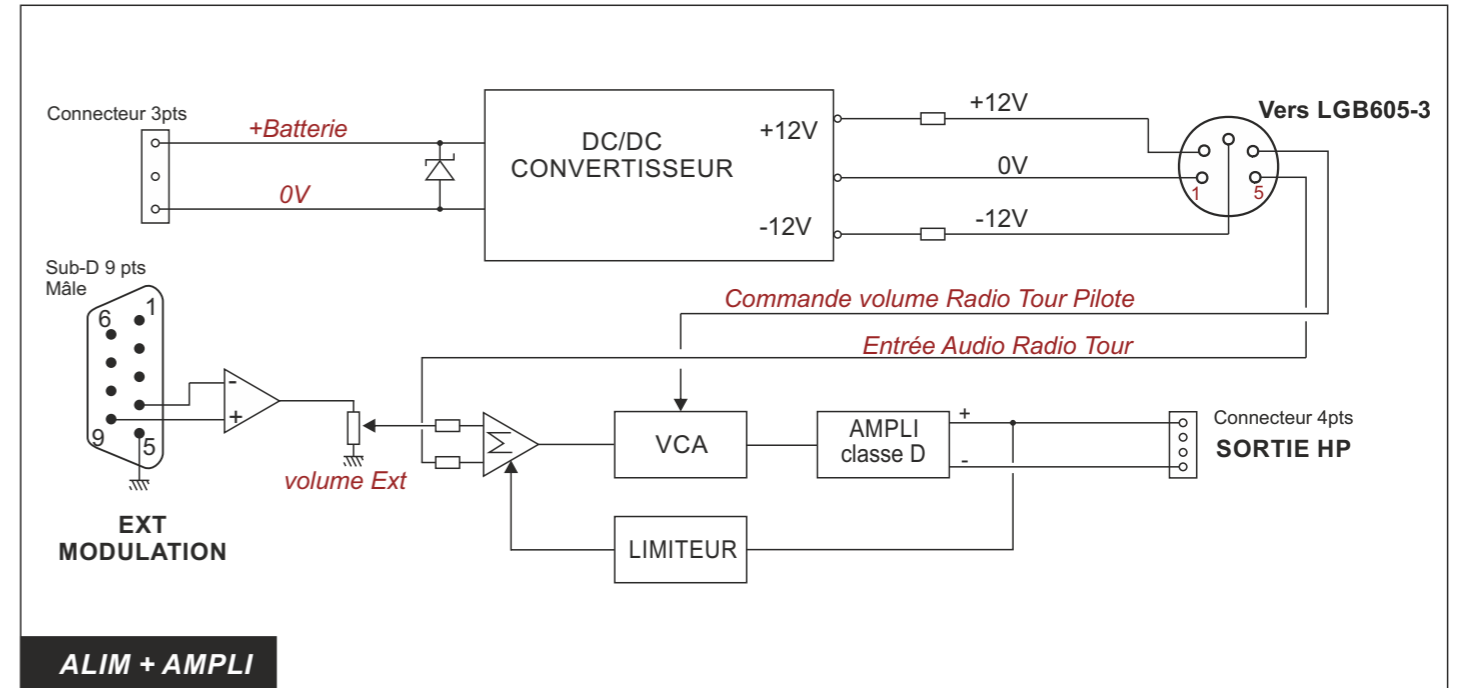 Connecteur 3pts
+Batterie
0V
DC/DC
CONVERTISSEUR
+12V
-12V
+12V
0V
-12V
Vers LGB605-3
1
5
Sub-D 9 pts
Mâle
1
6
9
5
EXT
MODULATION
-
+
volume Ext
Commande volume Radio Tour Pilote
Entrée Audio Radio Tour
Σ
VCA
AMPLI
classe D
+
-
Connecteur 4pts
SORTIE HP
LIMITEUR
ALIM + AMPLI